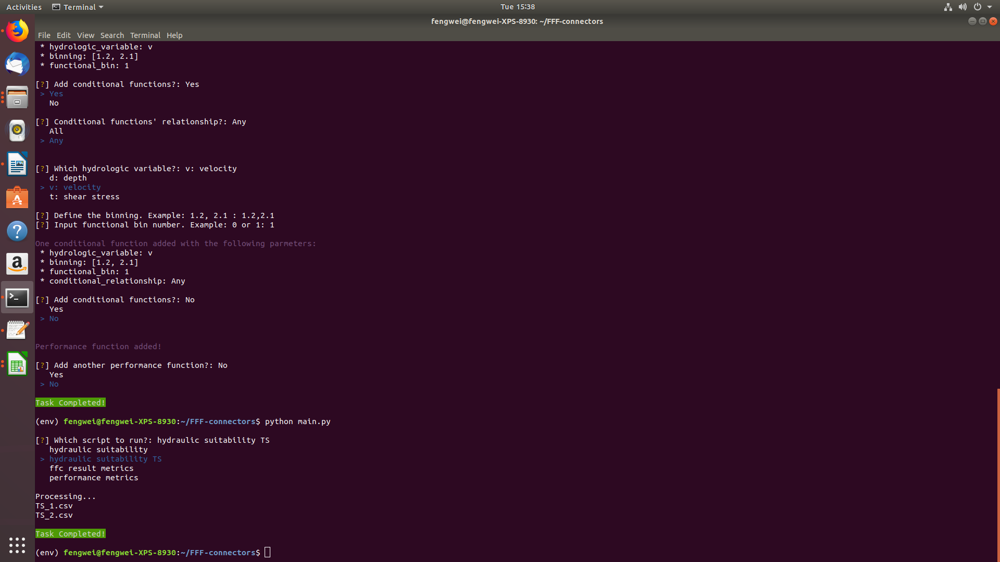 Activities Terminal Tue 15:38
fengwei@fengwei-XPS-8930: ~/FFF-connectors
File Edit View Search Terminal Help
* hydrologic_variable: v
* binning: [1.2, 2.1]
* functional_bin: 1
[?] Add conditional functions?: Yes
> Yes
No
[?] Conditional functions' relationship?: Any
All
> Any
[?] Which hydrologic variable?: v: velocity
d: depth
> v: velocity
t: shear stress
[?] Define the binning. Example: 1.2, 2.1 : 1.2,2.1
[?] Input functional bin number. Example: 0 or 1: 1
One conditional function added with the following parmeters:
* hydrologic_variable: v
* binning: [1.2, 2.1]
* functional_bin: 1
* conditional_relationship: Any
[?] Add conditional functions?: No
Yes
> No
Performance function added!
[?] Add another performance function?: No
Yes
> No
Task Completed!
(env) fengwei@fengwei-XPS-8930:~/FFF-connectors$ python main.py
[?] Which script to run?: hydraulic suitability TS
hydraulic suitability
> hydraulic suitability TS
ffc result metrics
performance metrics
Processing...
TS_1.csv
TS_2.csv
Task Completed!
(env) fengwei@fengwei-XPS-8930:~/FFF-connectors$